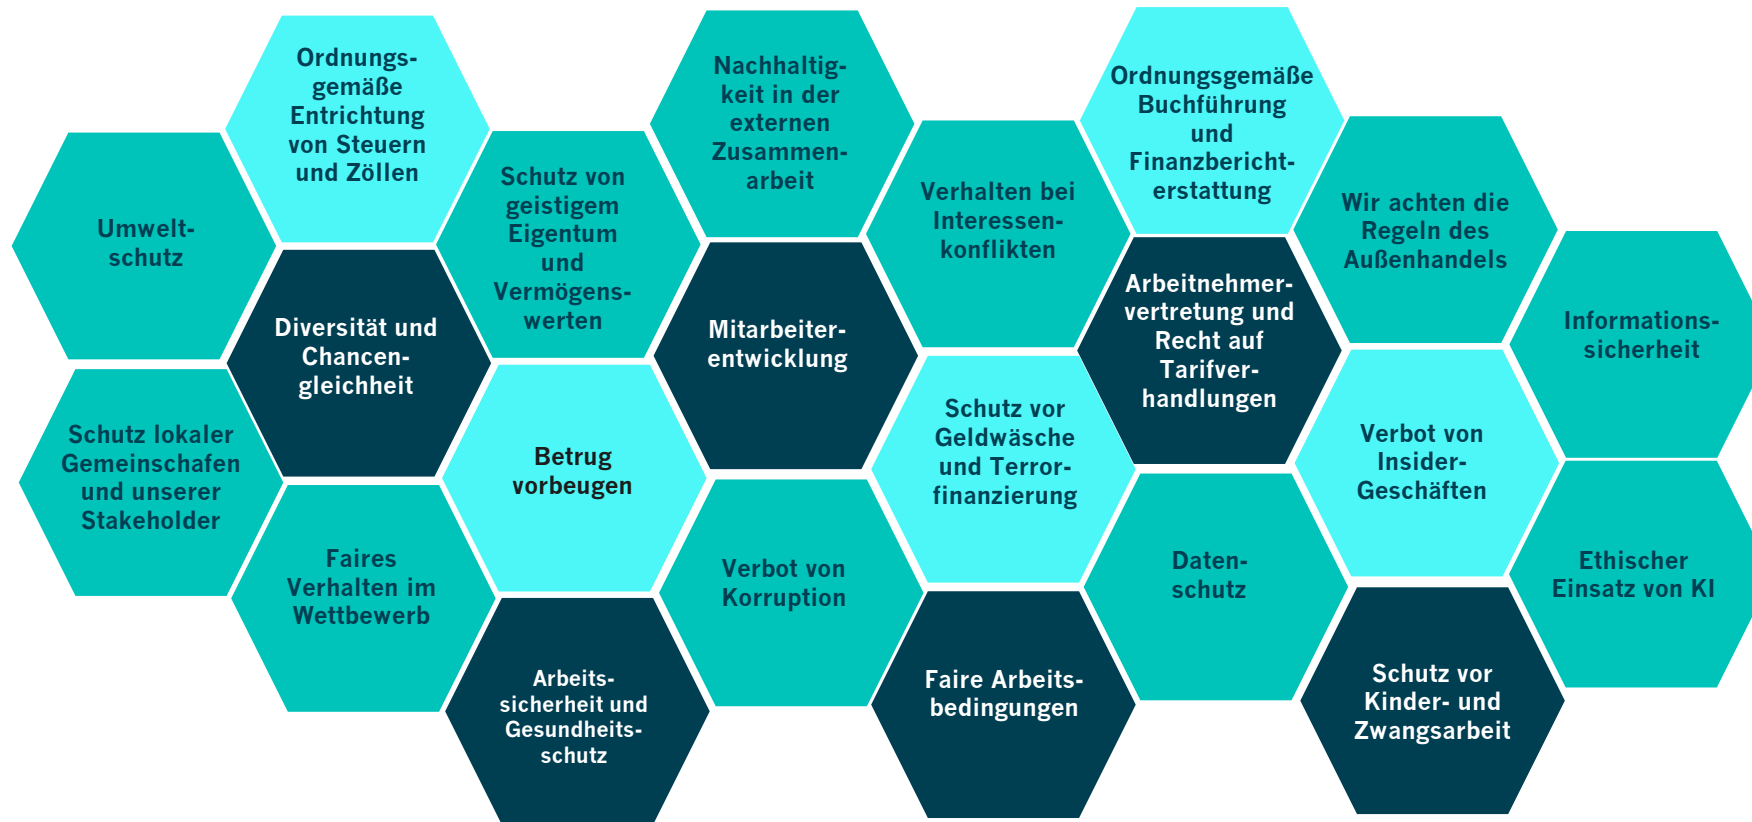 Ordnungs-
gemäße
Entrichtung
von Steuern
und Zöllen
Nachhaltig-
keit in der
externen
Zusammen-
arbeit
Ordnungsgemäße
Buchführung
und
Finanzbericht-
erstattung
Umwelt-
schutz
Schutz von
geistigem
Eigentum
und
Vermögens-
werten
Verhalten bei
Interessen-
konflikten
Wir achten die
Regeln des
Außenhandels
Diversität und
Chancen-
gleichheit
Mitarbeiter-
entwicklung
Arbeitnehmer-
vertretung und
Recht auf
Tarifver-
handlungen
Informations-
sicherheit
Schutz lokaler
Gemeinschafen
und unserer
Stakeholder
Betrug
vorbeugen
Schutz vor
Geldwäsche
und Terror-
finanzierung
Verbot von
Insider-
Geschäften
Faires
Verhalten im
Wettbewerb
Verbot von
Korruption
Daten-
schutz
Ethischer
Einsatz von KI
Arbeits-
sicherheit und
Gesundheits-
schutz
Faire Arbeits-
bedingungen
Schutz vor
Kinder- und
Zwangsarbeit